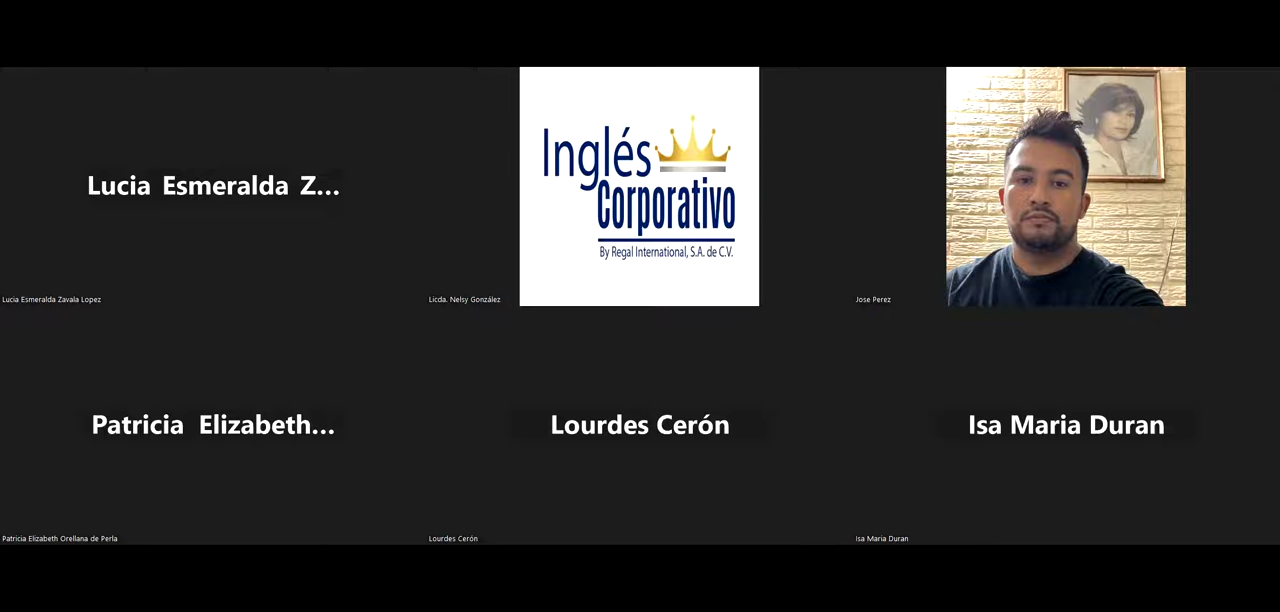 Lucia Esmeralda Z...
Lucia Esmeralda Zavala Lopez
Inglés
Corporativo
By Regal International, S.A. de C.V.
Licda. Nelsy González
Jose Perez
Patricia Elizabeth...
Patricia Elizabeth Orellana de Perla
Lourdes Cerón
Lourdes Cerón
Isa Maria Duran
Isa Maria Duran